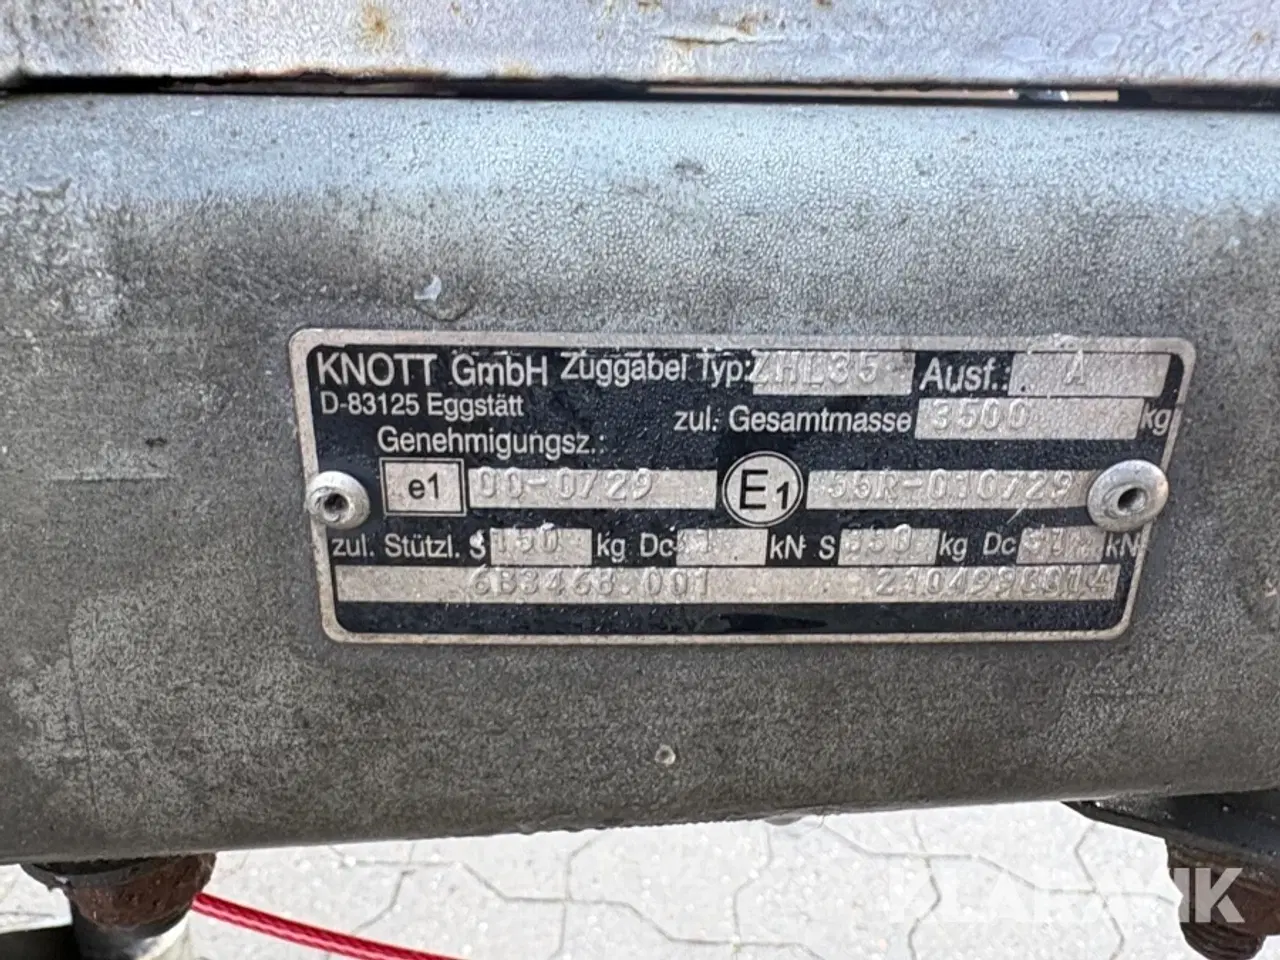 KNOTT GmbH Zuggabel Typ: ZHL35 Ausf.: A
D-83125 Eggstätt zul. Gesamtmasse 3500 kg
Genehmigungsz.:
e1 00-0729 E1 55R-010729
zul. Stützl. S 150 kg Dc kN S 350 kg Dc kN
6B3468.001
KLARAVIK